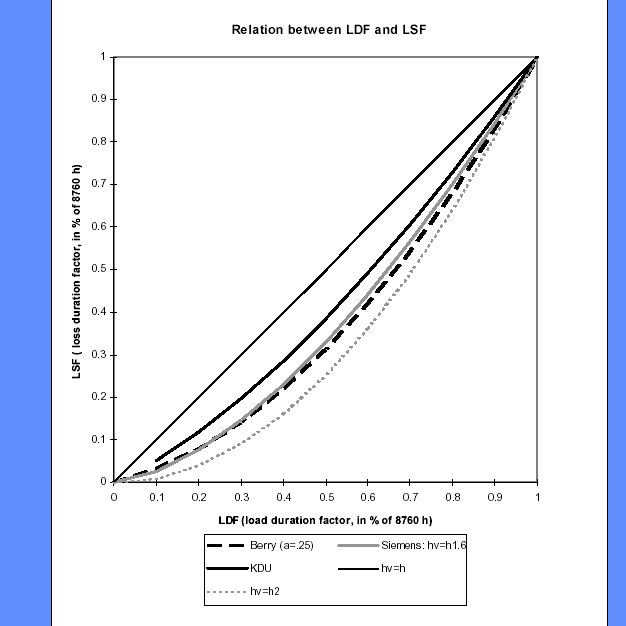 Relation between LDF and LSF
1
0.9
0.8
0.7
0.6
0.5
0.4
0.3
0.2
0.1
0
LSF ( loss duration factor, in % of 8760 h)
0 0.1 0.2 0.3 0.4 0.5 0.6 0.7 0.8 0.9 1
LDF (load duration factor, in % of 8760 h)
Berry (a=.25) Siemens: hv=h1.6
KDU hv=h
hv=h2